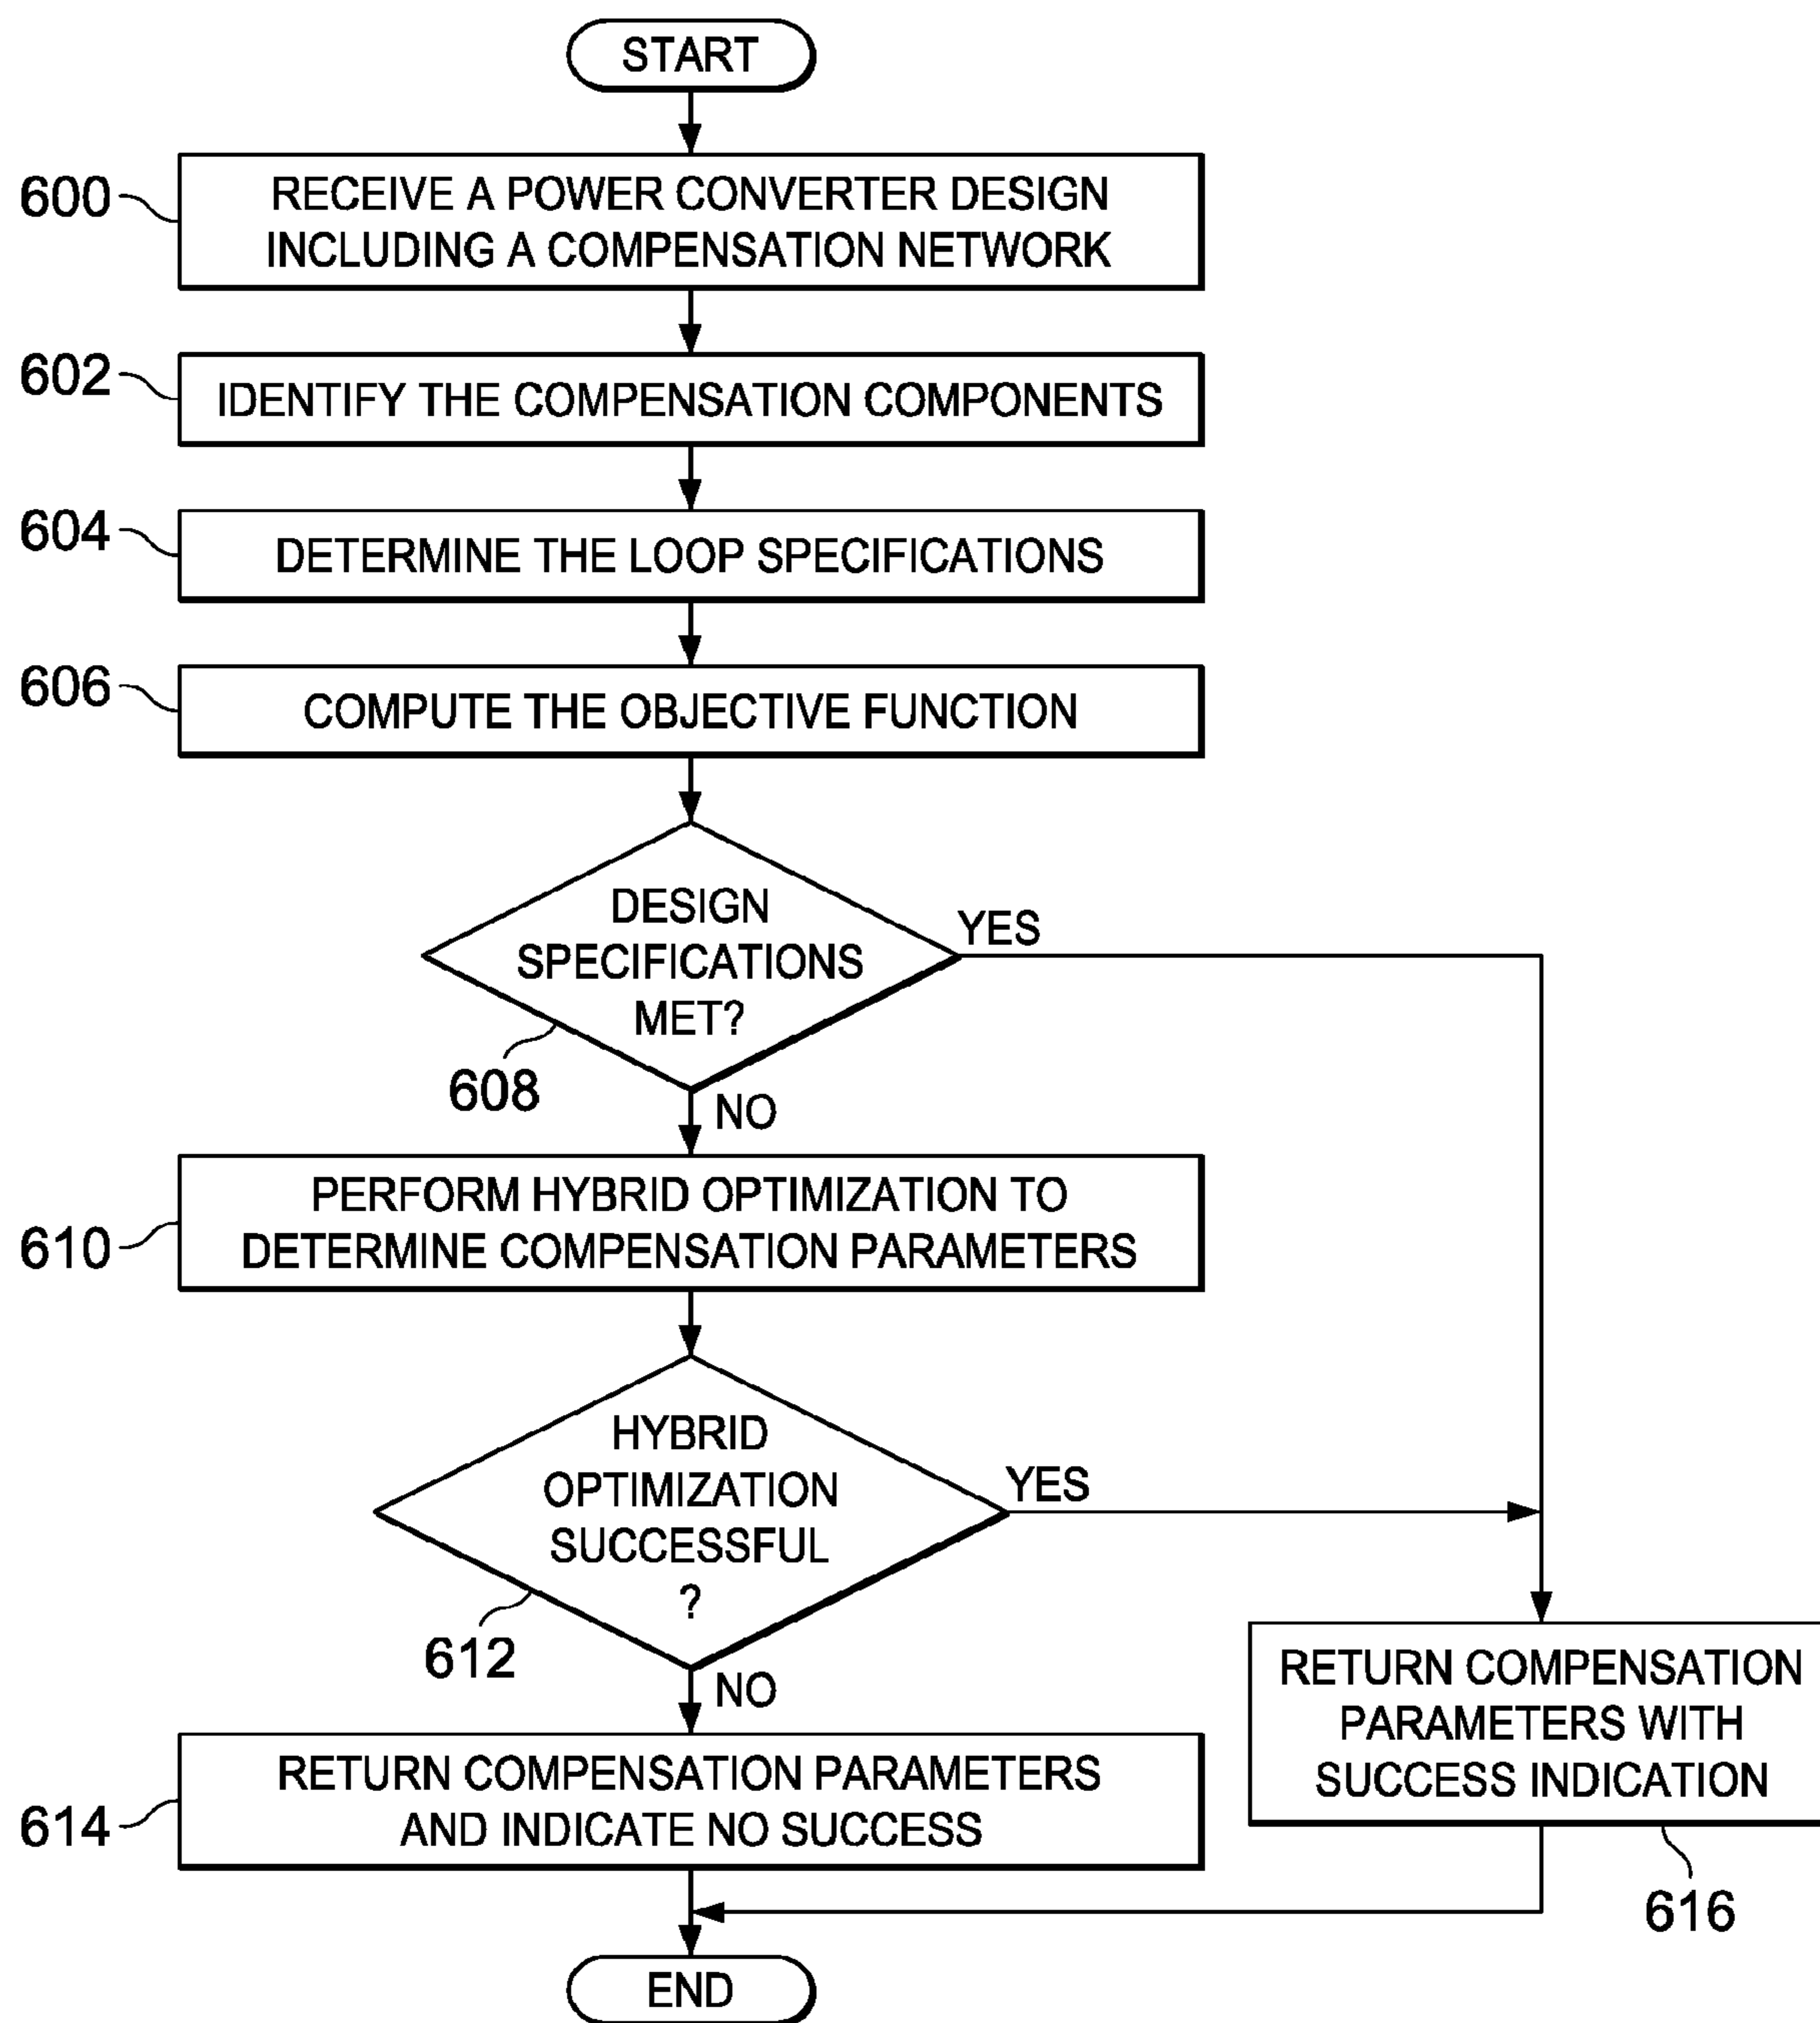 START
600
RECEIVE A POWER CONVERTER DESIGN
INCLUDING A COMPENSATION NETWORK
602
IDENTIFY THE COMPENSATION COMPONENTS
604
DETERMINE THE LOOP SPECIFICATIONS
606
COMPUTE THE OBJECTIVE FUNCTION
DESIGN
SPECIFICATIONS
MET?
YES
608
NO
610
PERFORM HYBRID OPTIMIZATION TO
DETERMINE COMPENSATION PARAMETERS
HYBRID
OPTIMIZATION
SUCCESSFUL
?
YES
612
NO
614
RETURN COMPENSATION PARAMETERS
AND INDICATE NO SUCCESS
RETURN COMPENSATION
PARAMETERS WITH
SUCCESS INDICATION
616
END